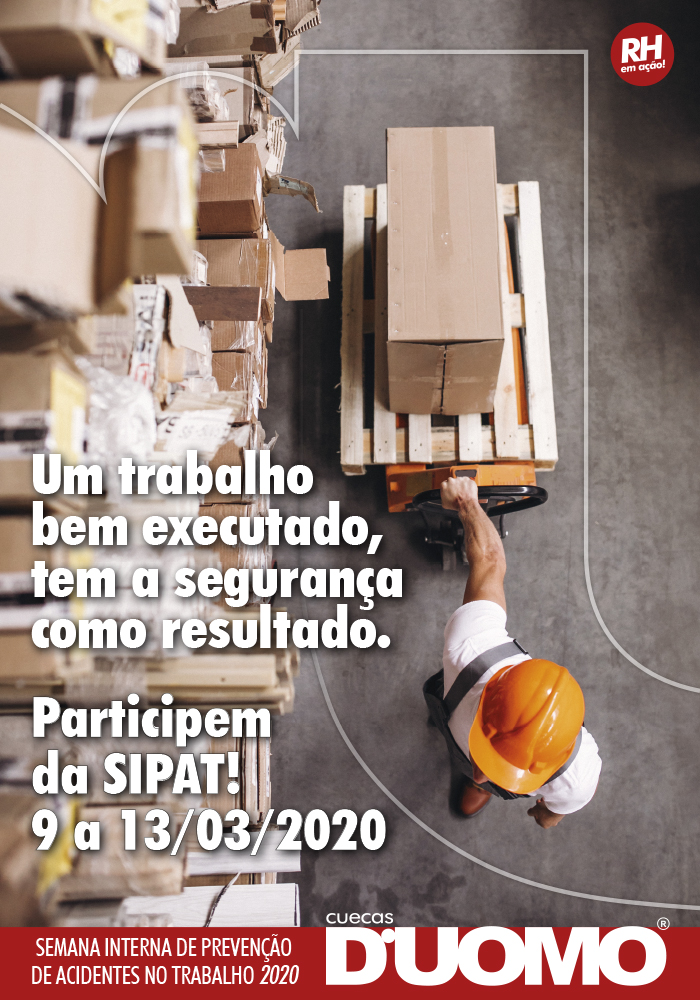 RH
em ação!
Um trabalho
bem executado,
tem a segurança
como resultado.
Participem
da SIPAT!
9 a 13/03/2020
SEMANA INTERNA DE PREVENÇÃO
DE ACIDENTES NO TRABALHO 2020
cuecas
D'UOMO®